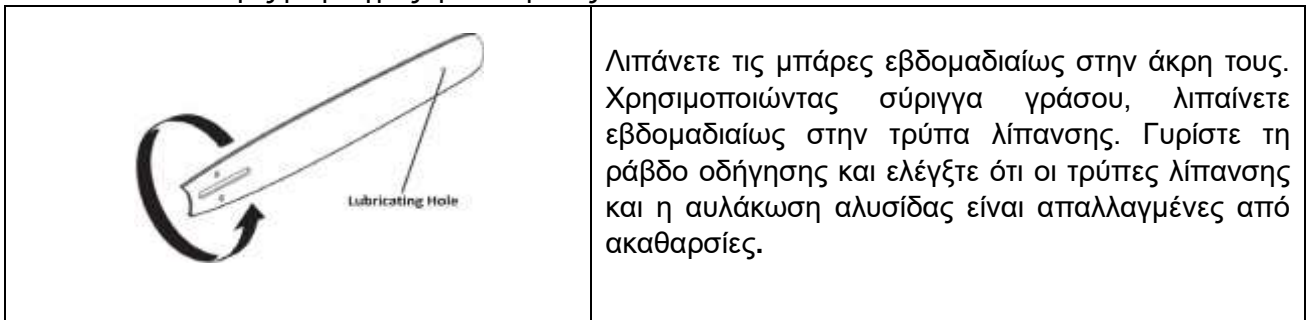 Lubricating Hole
Λιπάνετε τις μπάρες εβδομαδιαίως στην άκρη τους.
Χρησιμοποιώντας σύριγγα γράσου, λιπαίνετε
εβδομαδιαίως στην τρύπα λίπανσης. Γυρίστε τη
ράβδο οδήγησης και ελέγξτε ότι οι τρύπες λίπανσης
και η αυλάκωση αλυσίδας είναι απαλλαγμένες από
ακαθαρσίες.